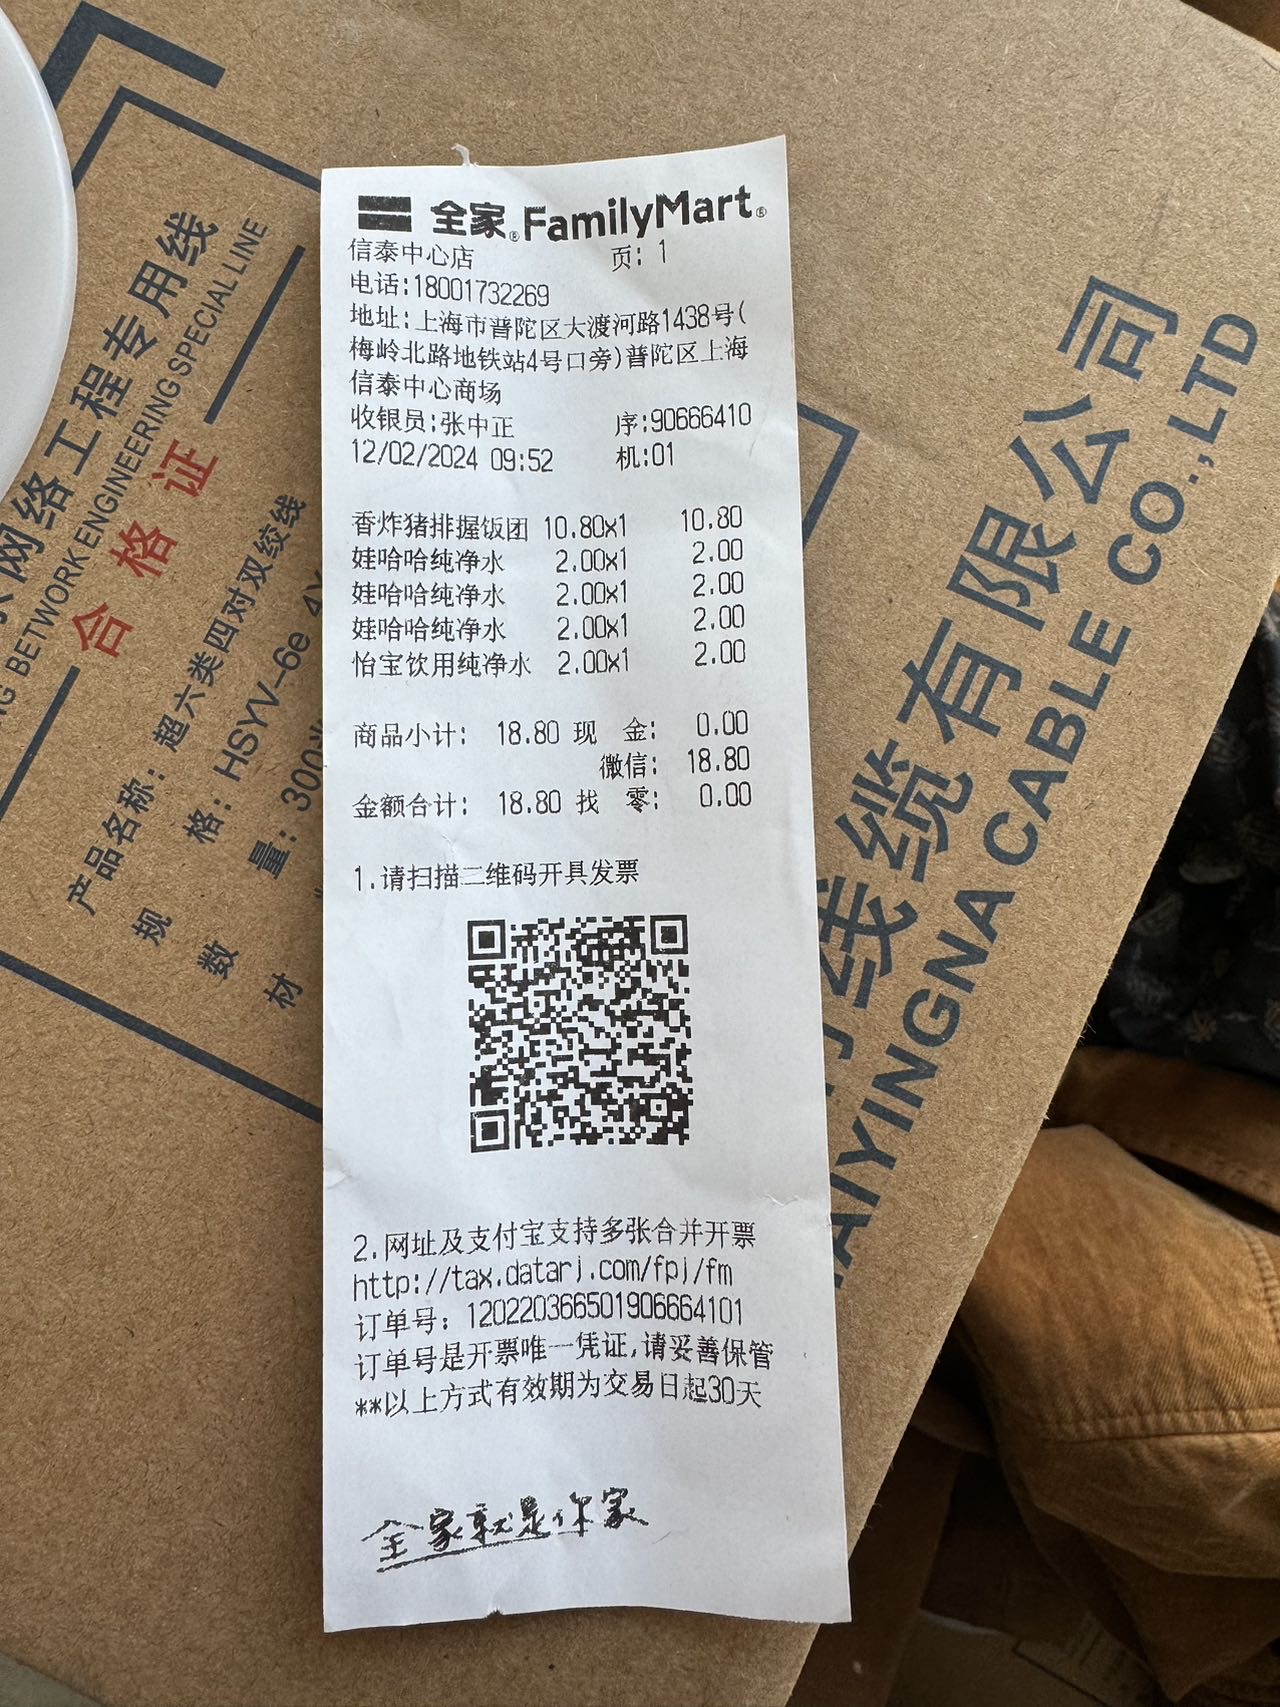 全家® FamilyMart®
信泰中心店 页: 1
电话:18001732269
地址:上海市普陀区大渡河路1438号(
梅岭北路地铁站4号口旁)普陀区上海
信泰中心商场
收银员:张中正 序:90666410
12/02/2024 09:52 机:01
香炸猪排握饭团 10.80x1 10.80
娃哈哈纯净水 2.00x1 2.00
娃哈哈纯净水 2.00x1 2.00
娃哈哈纯净水 2.00x1 2.00
怡宝饮用纯净水 2.00x1 2.00
商品小计: 18.80 现 金: 0.00
微信: 18.80
金额合计: 18.80 找 零: 0.00
1.请扫描二维码开具发票
2.网址及支付宝支持多张合并开票
http://tax.datarj.com/fpj/fm
订单号: 120220366501906664101
订单号是开票唯一凭证,请妥善保管
**以上方式有效期为交易日起30天
全家就是你家
网络工程专用线
BETWORK ENGINEERING SPECIAL LINE
合格证
产品名称: 超六类四对双绞线
规 格: HSYV-6e
数 量:
材
线缆有限公司
AIYINGNA CABLE CO.,LTD